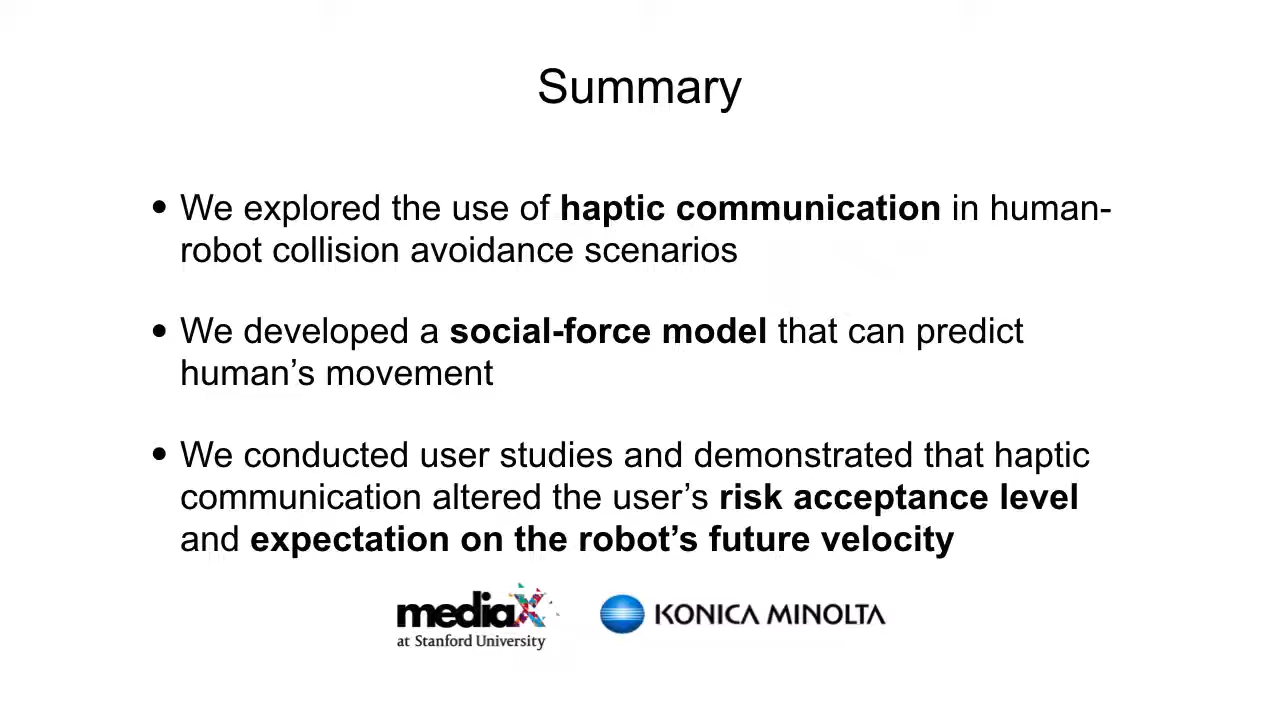 Summary
• We explored the use of haptic communication in human-
robot collision avoidance scenarios
• We developed a social-force model that can predict
human’s movement
• We conducted user studies and demonstrated that haptic
communication altered the user’s risk acceptance level
and expectation on the robot’s future velocity
mediaX
at Stanford University
KONICA MINOLTA